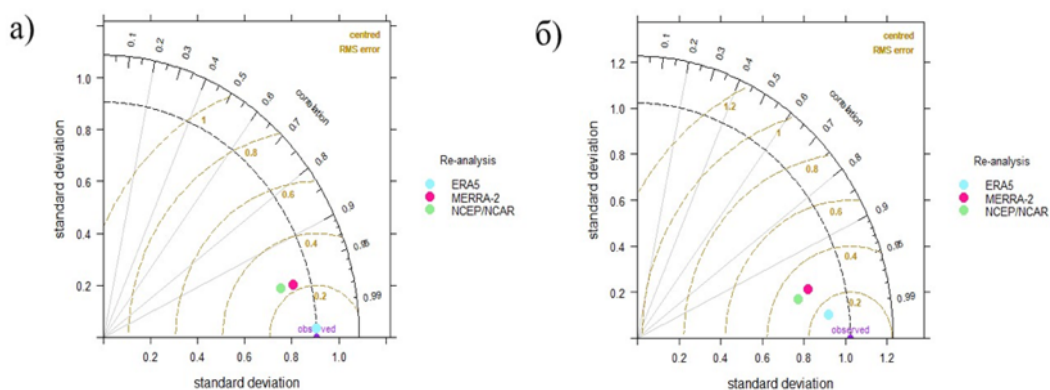 а)
centred
RMS error
0.1
0.2
0.3
0.4
0.5
0.6
0.7
0.8
0.9
0.95
0.99
correlation
standard deviation
1.0
0.8
0.6
0.4
0.2
1
0.8
0.6
0.4
0.2
observed
0.2 0.4 0.6 0.8 1.0
standard deviation
Re-analysis
ERA5
MERRA-2
NCEP/NCAR
б)
centred
RMS error
0.1
0.2
0.3
0.4
0.5
0.6
0.7
0.8
0.9
0.95
0.99
correlation
standard deviation
1.2
1.0
0.8
0.6
0.4
0.2
1.2
1
0.8
0.6
0.4
0.2
observed
0.2 0.4 0.6 0.8 1.0 1.2
standard deviation
Re-analysis
ERA5
MERRA-2
NCEP/NCAR